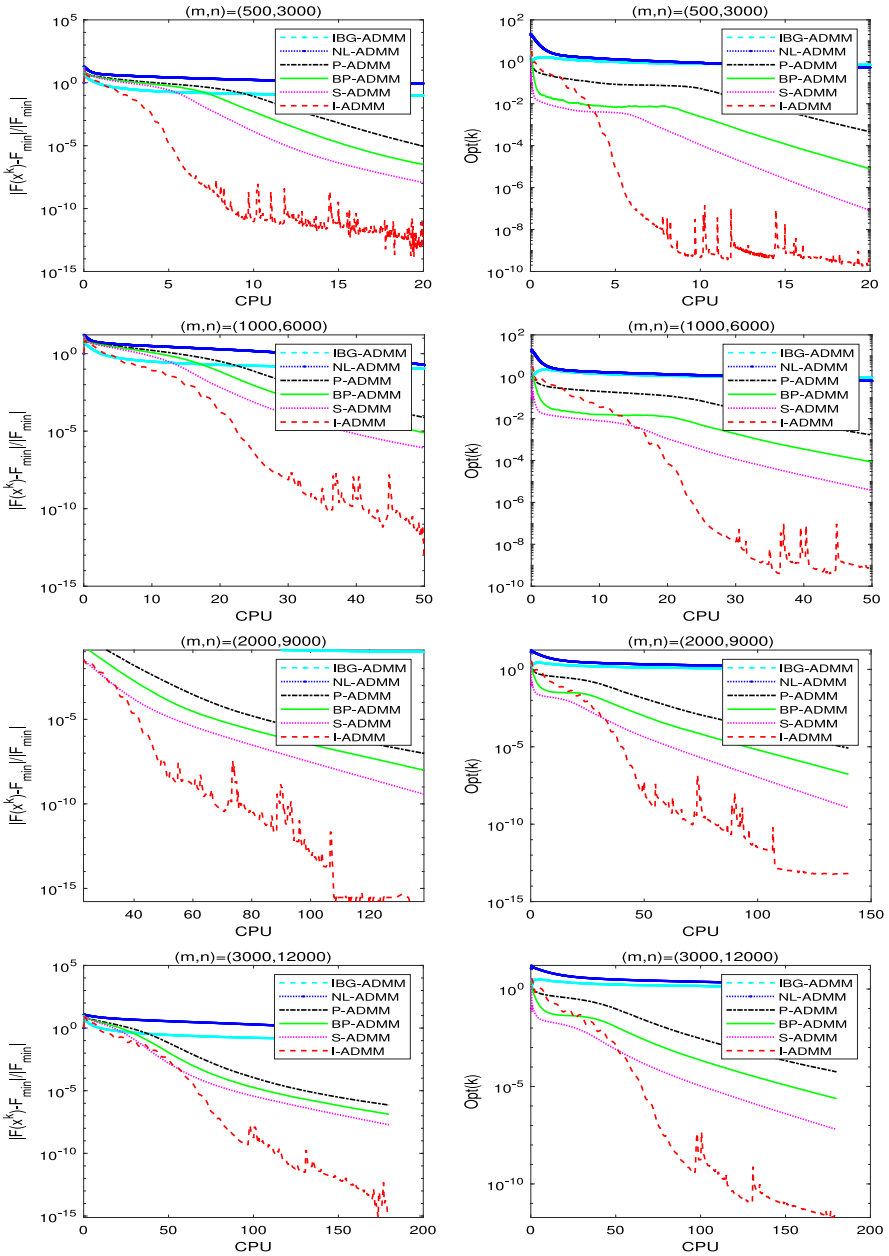 (m,n)=(500,3000)
|F(x^k)-F_min|/|F_min|
10^5
10^0
10^-5
10^-10
10^-15
0 5 10 15 20
CPU
IBG-ADMM
NL-ADMM
P-ADMM
BP-ADMM
S-ADMM
I-ADMM
(m,n)=(500,3000)
Opt(k)
10^2
10^0
10^-2
10^-4
10^-6
10^-8
10^-10
0 5 10 15 20
CPU
IBG-ADMM
NL-ADMM
P-ADMM
BP-ADMM
S-ADMM
I-ADMM
(m,n)=(1000,6000)
|F(x^k)-F_min|/|F_min|
10^0
10^-5
10^-10
10^-15
0 10 20 30 40 50
CPU
IBG-ADMM
NL-ADMM
P-ADMM
BP-ADMM
S-ADMM
I-ADMM
(m,n)=(1000,6000)
Opt(k)
10^2
10^0
10^-2
10^-4
10^-6
10^-8
10^-10
0 10 20 30 40 50
CPU
IBG-ADMM
NL-ADMM
P-ADMM
BP-ADMM
S-ADMM
I-ADMM
(m,n)=(2000,9000)
|F(x^k)-F_min|/|F_min|
10^-5
10^-10
10^-15
40 60 80 100 120
CPU
IBG-ADMM
NL-ADMM
P-ADMM
BP-ADMM
S-ADMM
I-ADMM
(m,n)=(2000,9000)
Opt(k)
10^0
10^-5
10^-10
10^-15
0 50 100 150
CPU
IBG-ADMM
NL-ADMM
P-ADMM
BP-ADMM
S-ADMM
I-ADMM
(m,n)=(3000,12000)
|F(x^k)-F_min|/|F_min|
10^5
10^0
10^-5
10^-10
10^-15
0 50 100 150 200
CPU
IBG-ADMM
NL-ADMM
P-ADMM
BP-ADMM
S-ADMM
I-ADMM
(m,n)=(3000,12000)
Opt(k)
10^0
10^-5
10^-10
0 50 100 150 200
CPU
IBG-ADMM
NL-ADMM
P-ADMM
BP-ADMM
S-ADMM
I-ADMM